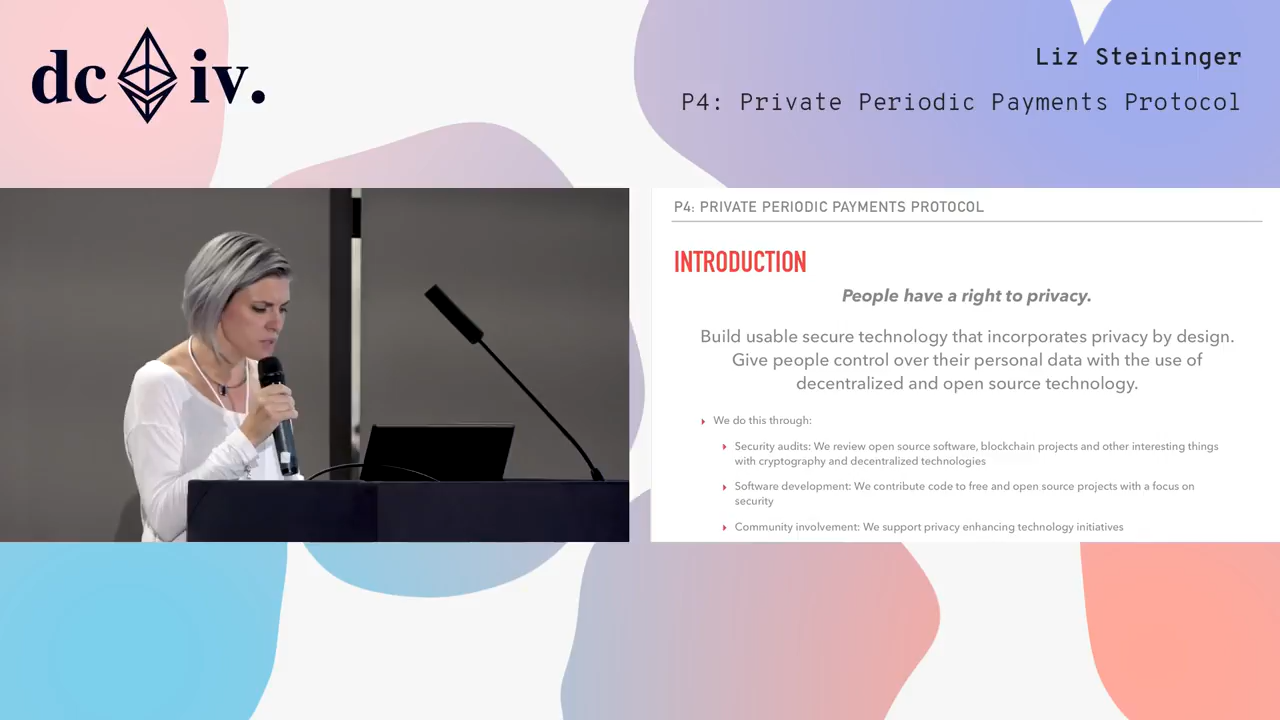 dc iv.
Liz Steininger
P4: Private Periodic Payments Protocol
P4: PRIVATE PERIODIC PAYMENTS PROTOCOL
INTRODUCTION
People have a right to privacy.
Build usable secure technology that incorporates privacy by design.
Give people control over their personal data with the use of
decentralized and open source technology.
We do this through:
Security audits: We review open source software, blockchain projects and other interesting things
with cryptography and decentralized technologies
Software development: We contribute code to free and open source projects with a focus on
security
Community involvement: We support privacy enhancing technology initiatives